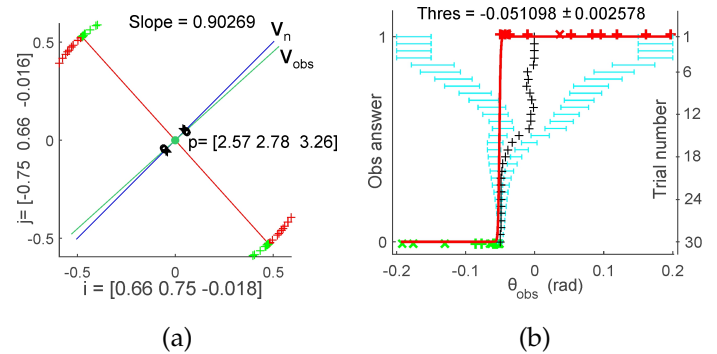 Slope = 0.90269
V_n
V_obs
p= [2.57 2.78 3.26]
0.5
0
-0.5
-0.5
0
0.5
j= [-0.75 0.66 -0.016]
i = [0.66 0.75 -0.018]
(a)
Thres = -0.051098 ± 0.002578
1
0
Obs answer
1
6
12
18
24
30
Trial number
-0.2
-0.1
0
0.1
0.2
θ_obs (rad)
(b)